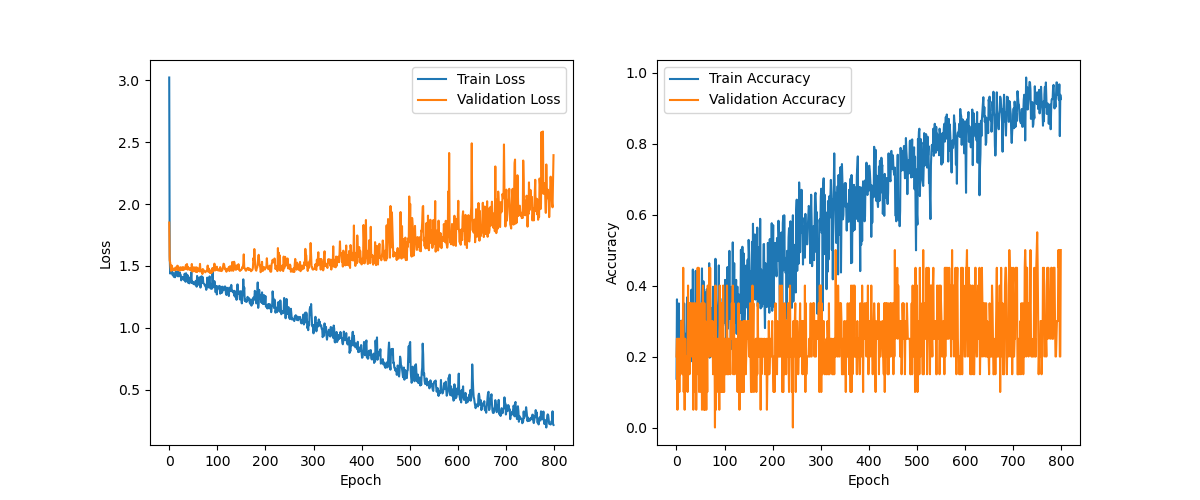 Train Loss
Validation Loss
3.0
2.5
2.0
1.5
1.0
0.5
Loss
0 100 200 300 400 500 600 700 800
Epoch
Train Accuracy
Validation Accuracy
1.0
0.8
0.6
0.4
0.2
0.0
Accuracy
0 100 200 300 400 500 600 700 800
Epoch